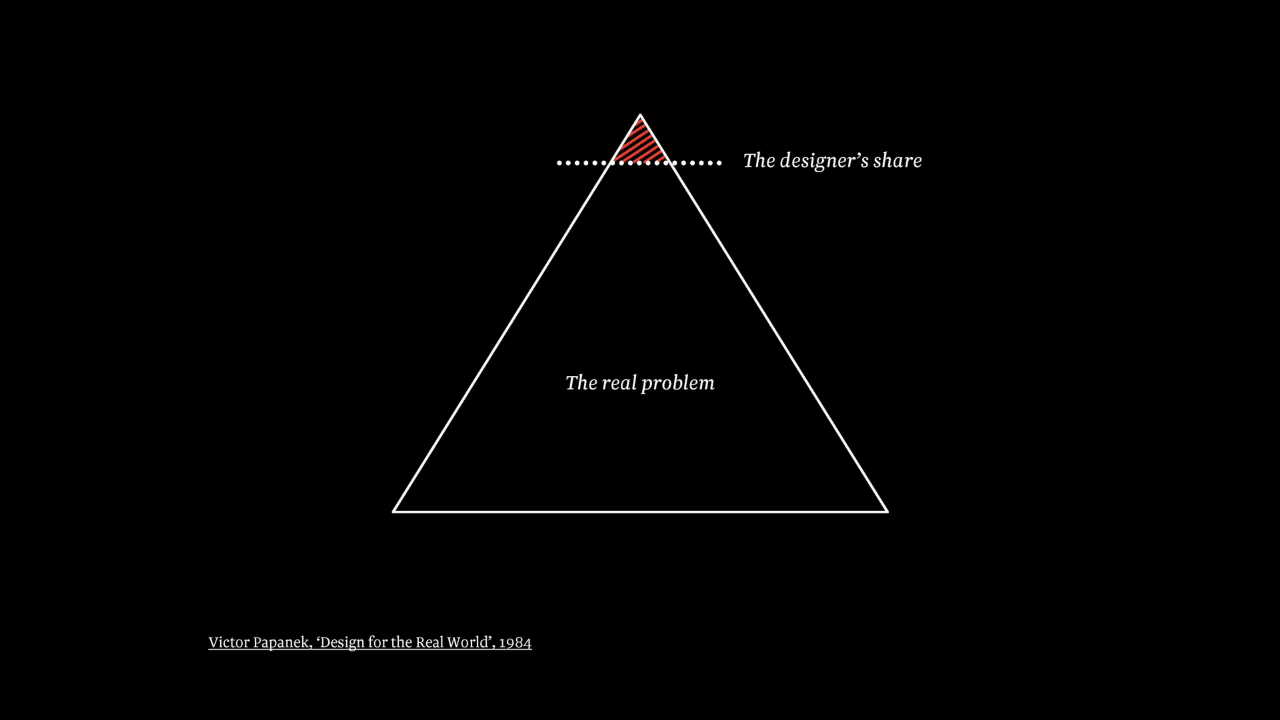 The designer’s share
The real problem
Victor Papanek, ‘Design for the Real World’, 1984